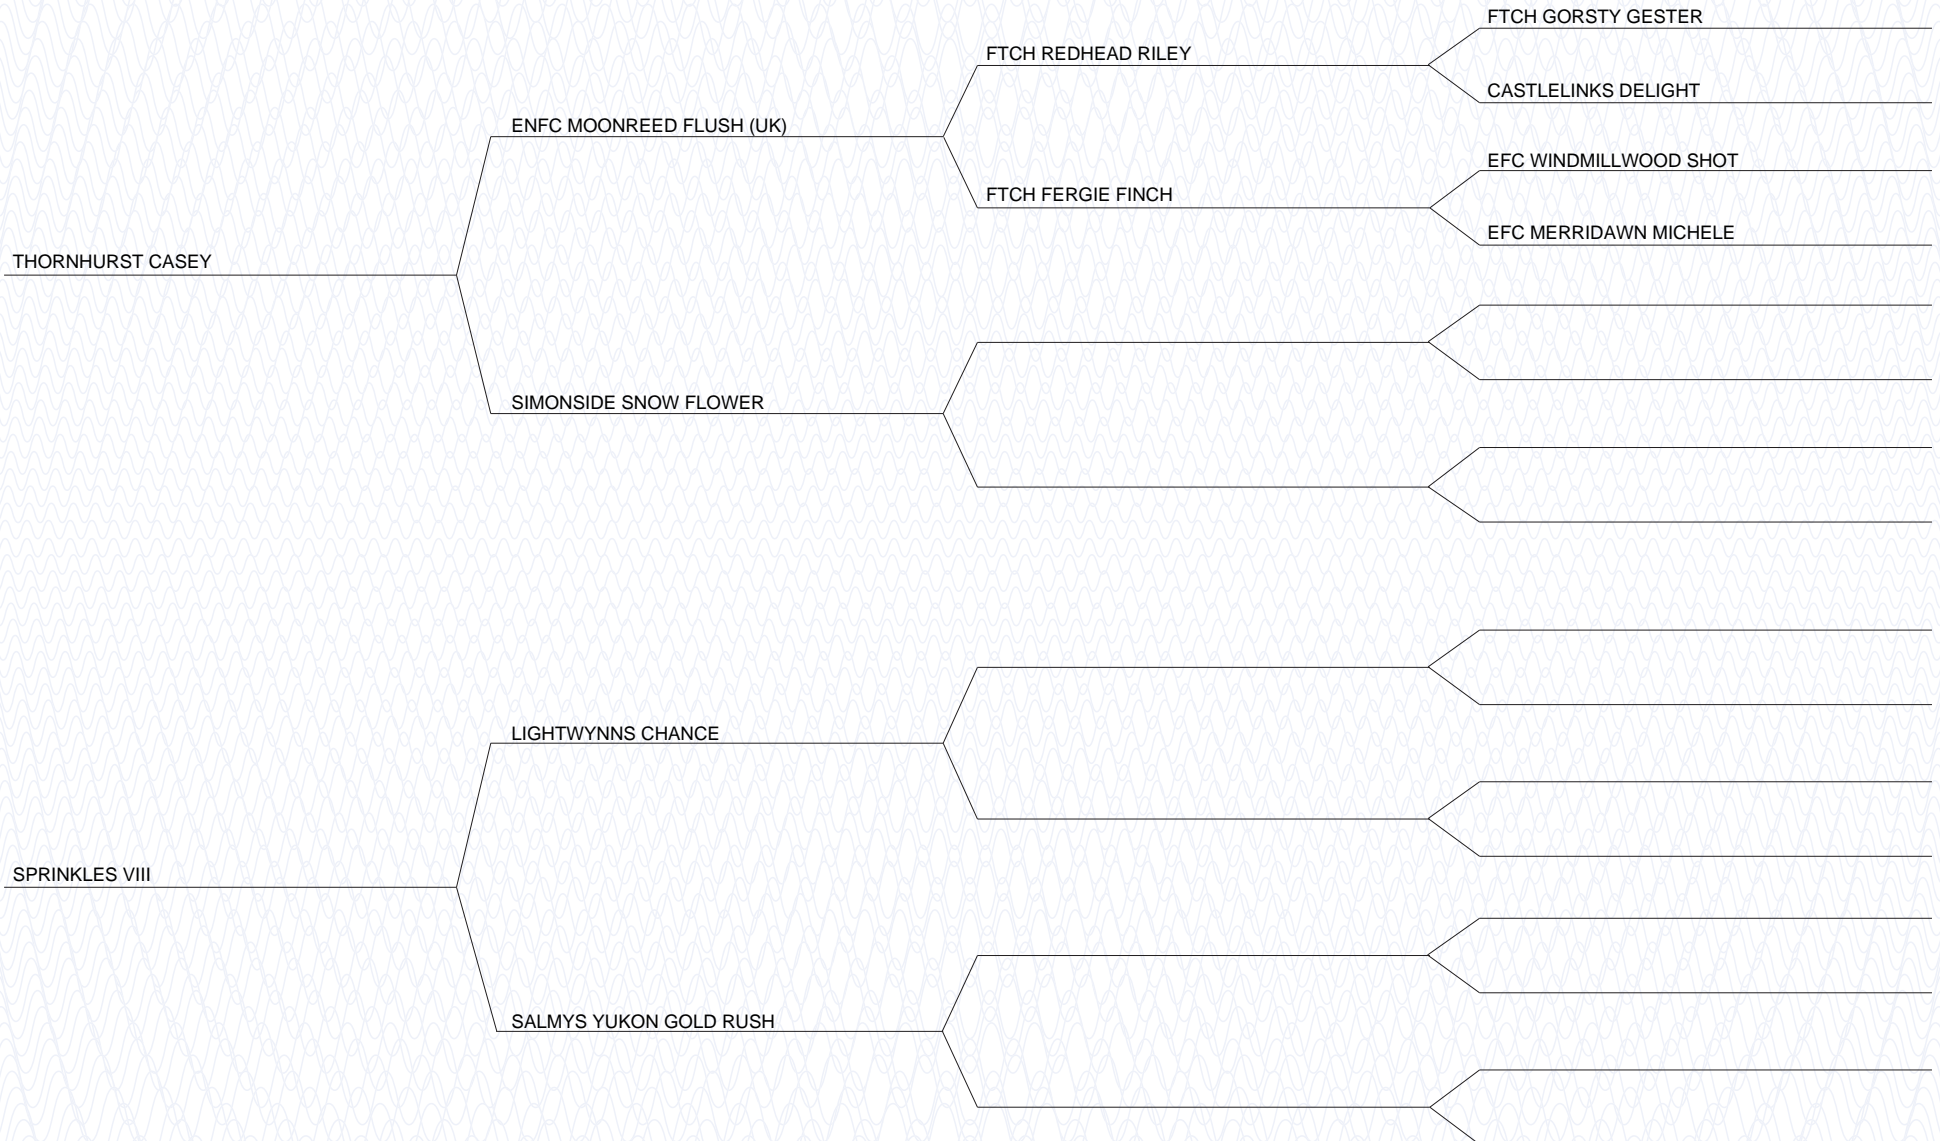 FTCH GORSTY GESTER
FTCH REDHEAD RILEY
CASTLELINKS DELIGHT
ENFC MOONREED FLUSH (UK)
EFC WINDMILLWOOD SHOT
FTCH FERGIE FINCH
EFC MERRIDAWN MICHELE
THORNHURST CASEY
SIMONSIDE SNOW FLOWER
LIGHTWYNNS CHANCE
SPRINKLES VIII
SALMYS YUKON GOLD RUSH